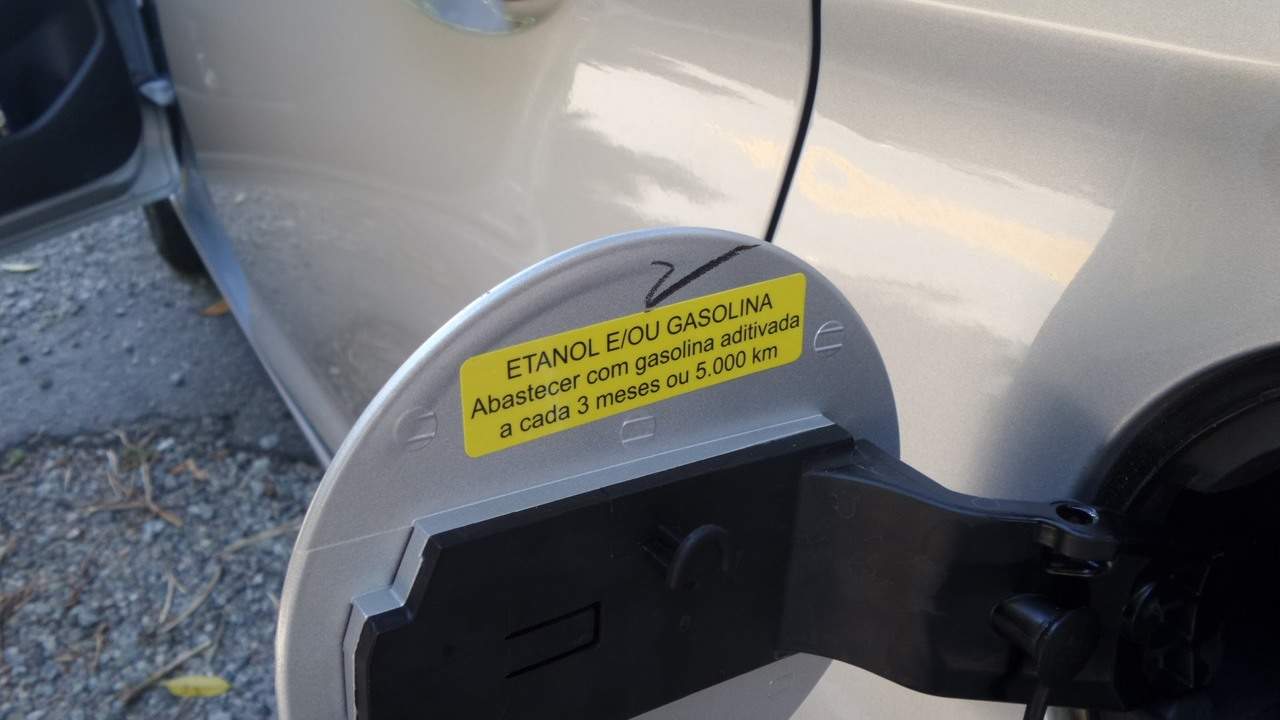 ETANOL E/OU GASOLINA
Abastecer com gasolina aditivada
a cada 3 meses ou 5.000 km